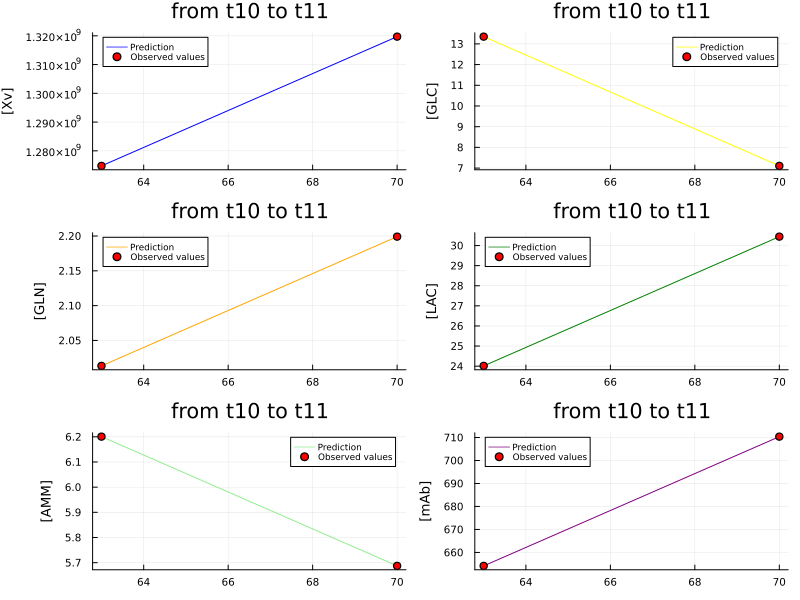 from t10 to t11
[Xv]
1.320×10⁹
1.310×10⁹
1.300×10⁹
1.290×10⁹
1.280×10⁹
Prediction
Observed values
64 66 68 70
from t10 to t11
[GLC]
13
12
11
10
9
8
7
Prediction
Observed values
64 66 68 70
from t10 to t11
[GLN]
2.20
2.15
2.10
2.05
Prediction
Observed values
64 66 68 70
from t10 to t11
[LAC]
30
29
28
27
26
25
24
Prediction
Observed values
64 66 68 70
from t10 to t11
[AMM]
6.2
6.1
6.0
5.9
5.8
5.7
Prediction
Observed values
64 66 68 70
from t10 to t11
[mAb]
710
700
690
680
670
660
Prediction
Observed values
64 66 68 70